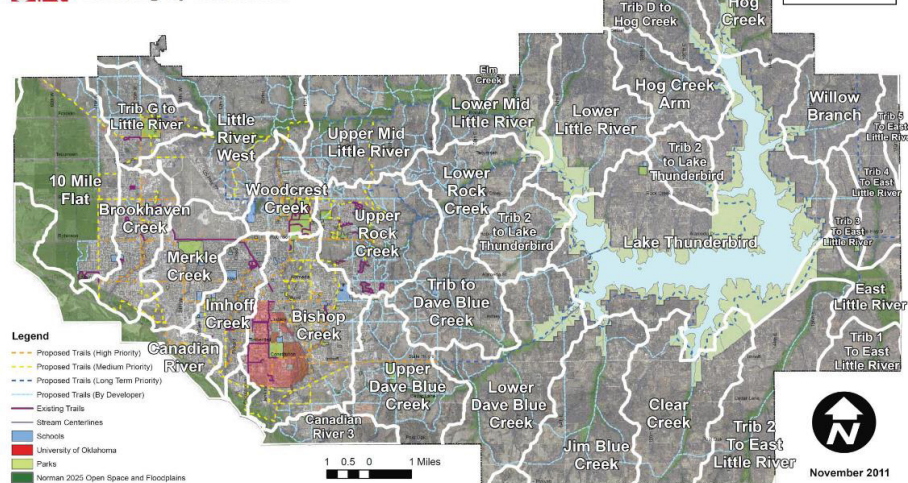 Trib D to
Hog Creek
Hog
Creek
Elm
Creek
Hog Creek
Arm
Willow
Branch
Trib G to
Little River
Little
River
West
Upper Mid
Little River
Lower Mid
Little River
Lower
Little River
Trib 5
To East
Little River
Trib 2
to Lake
Thunderbird
Trib 4
To East
Little River
10 Mile
Flat
Brookhaven
Creek
Woodcrest
Creek
Lower
Rock
Creek
Upper
Rock
Creek
Trib 2
to Lake
Thunderbird
Lake Thunderbird
Trib 3
To East
Little River
Merkle
Creek
Imhoff
Creek
Bishop
Creek
Trib to
Dave Blue
Creek
East
Little River
Canadian
River
Upper
Dave Blue
Creek
Lower
Dave Blue
Creek
Trib 1
To East
Little River
Canadian
River 3
Jim Blue
Creek
Clear
Creek
Trib 2
To East
Little River
Legend
Proposed Trails (High Priority)
Proposed Trails (Medium Priority)
Proposed Trails (Long Term Priority)
Proposed Trails (By Developer)
Existing Trails
Stream Centerlines
Schools
University of Oklahoma
Parks
Norman 2025 Open Space and Floodplains
1 0.5 0 1 Miles
N
November 2011